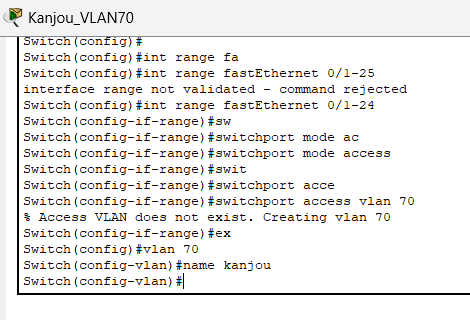 Kanjou_VLAN70
Switch(config)#
Switch(config)#int range fa
Switch(config)#int range fastEthernet 0/1-25
interface range not validated - command rejected
Switch(config)#int range fastEthernet 0/1-24
Switch(config-if-range)#sw
Switch(config-if-range)#switchport mode ac
Switch(config-if-range)#switchport mode access
Switch(config-if-range)#swit
Switch(config-if-range)#switchport acce
Switch(config-if-range)#switchport access vlan 70
% Access VLAN does not exist. Creating vlan 70
Switch(config-if-range)#ex
Switch(config)#vlan 70
Switch(config-vlan)#name kanjou
Switch(config-vlan)#